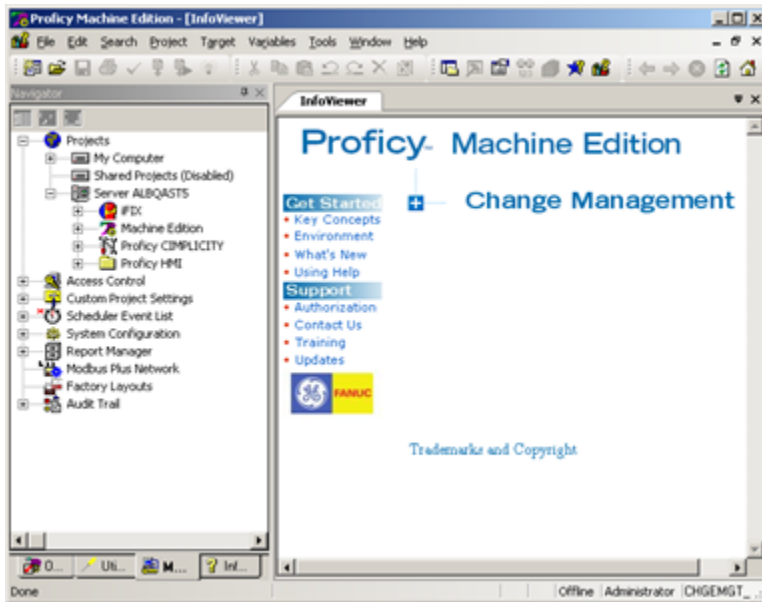 Proficy Machine Edition - [InfoViewer]
File Edit Search Project Target Variables Tools Window Help
Navigator
InfoViewer
Projects
My Computer
Shared Projects (Disabled)
Server ALBQAST5
iFIX
Machine Edition
Proficy CIMPLICITY
Proficy HMI
Access Control
Custom Project Settings
Scheduler Event List
System Configuration
Report Manager
Modbus Plus Network
Factory Layouts
Audit Trail
Proficy™ Machine Edition
Change Management
Get Started
Key Concepts
Environment
What's New
Using Help
Support
Authorization
Contact Us
Training
Updates
GE FANUC
Trademarks and Copyright
O... Uti... M... Inf...
Done
Offline Administrator CHGEMGT_